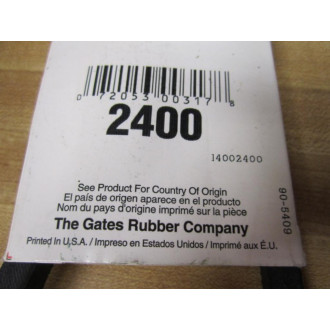 0 72053 00317 8
2400
14002400
See Product For Country Of Origin
El país de origen aparece en el producto
Nom du pays d'origine imprimé sur la pièce
The Gates Rubber Company
Printed In U.S.A. / Impreso en Estados Unidos / Imprimé aux É.U.
90-5409